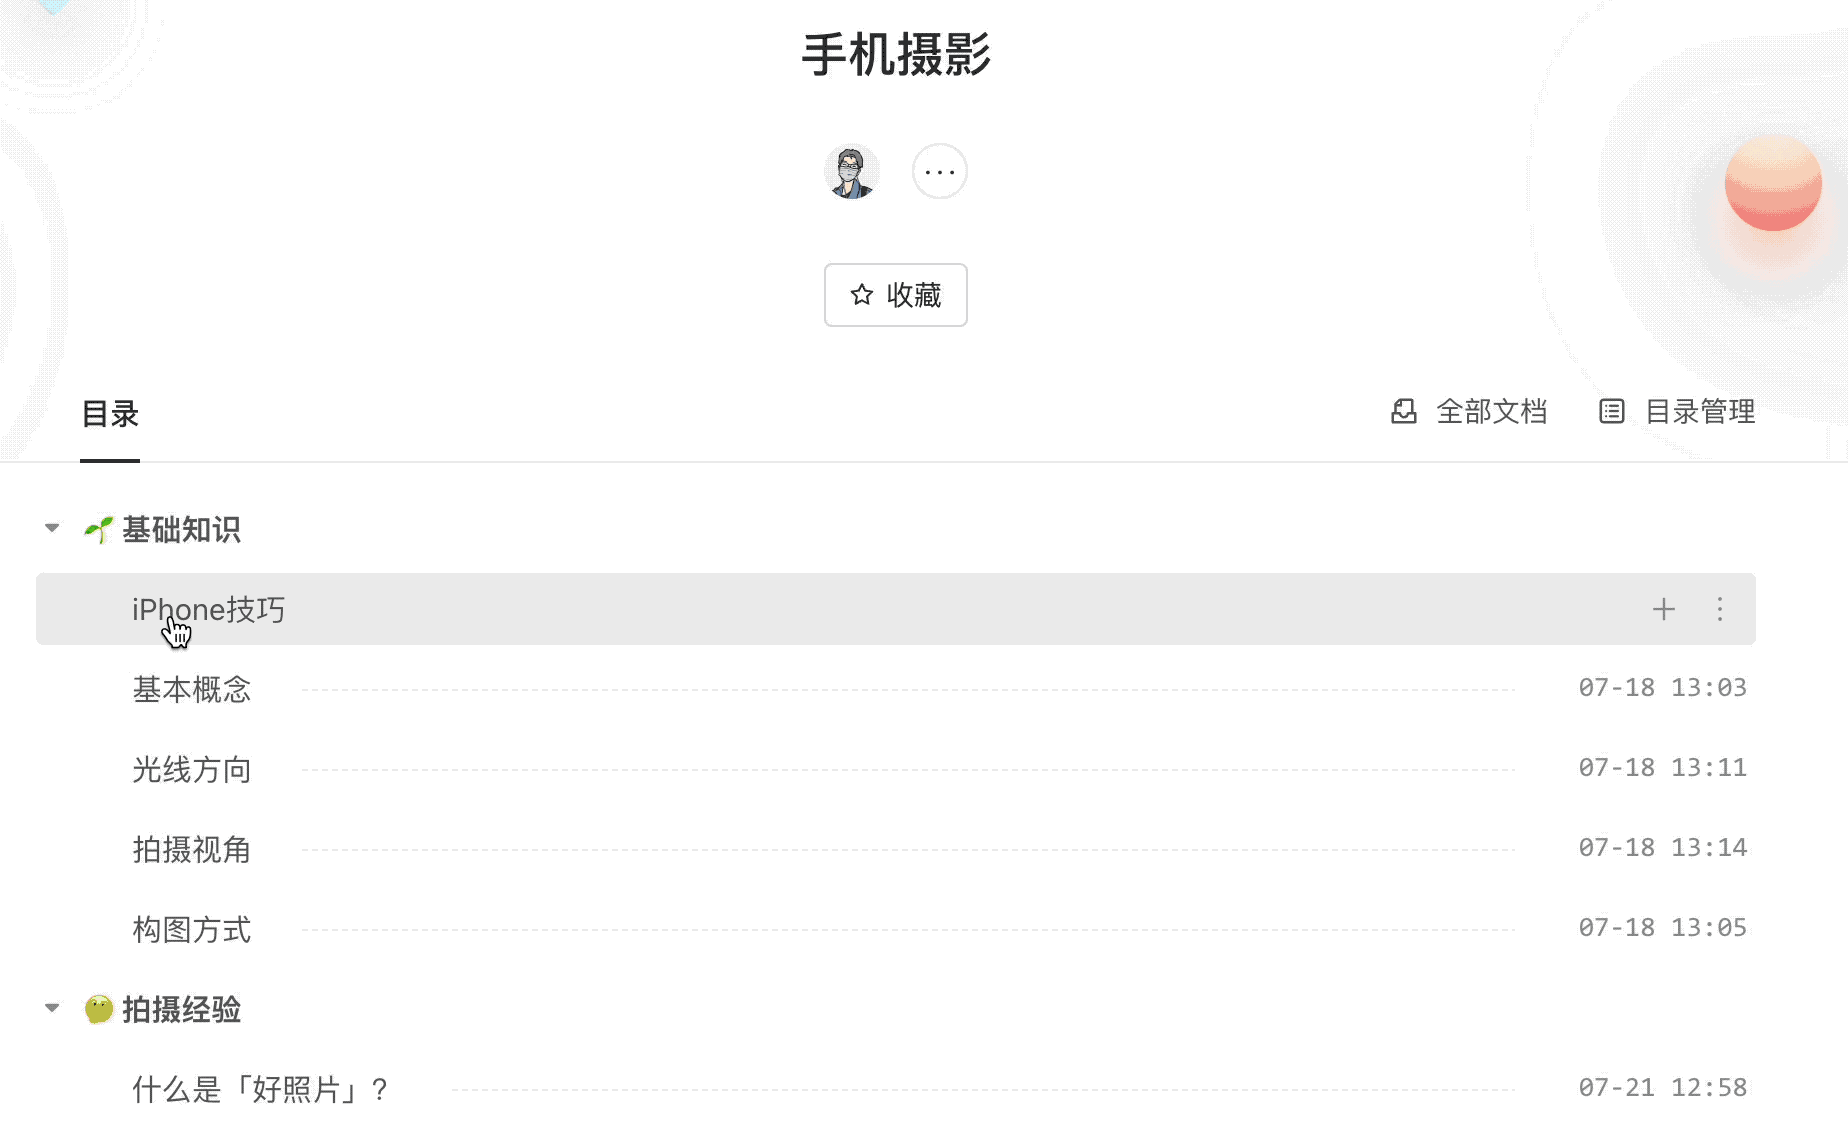 手机摄影
收藏
目录 全部文档 目录管理
基础知识
iPhone技巧
基本概念 07-18 13:03
光线方向 07-18 13:11
拍摄视角 07-18 13:14
构图方式 07-18 13:05
拍摄经验
什么是「好照片」? 07-21 12:58